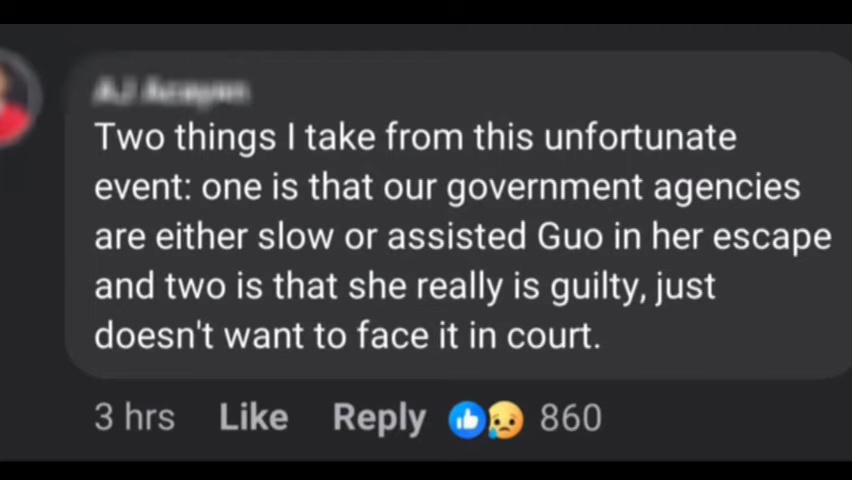 Two things I take from this unfortunate
event: one is that our government agencies
are either slow or assisted Guo in her escape
and two is that she really is guilty, just
doesn't want to face it in court.
3 hrs Like Reply 860